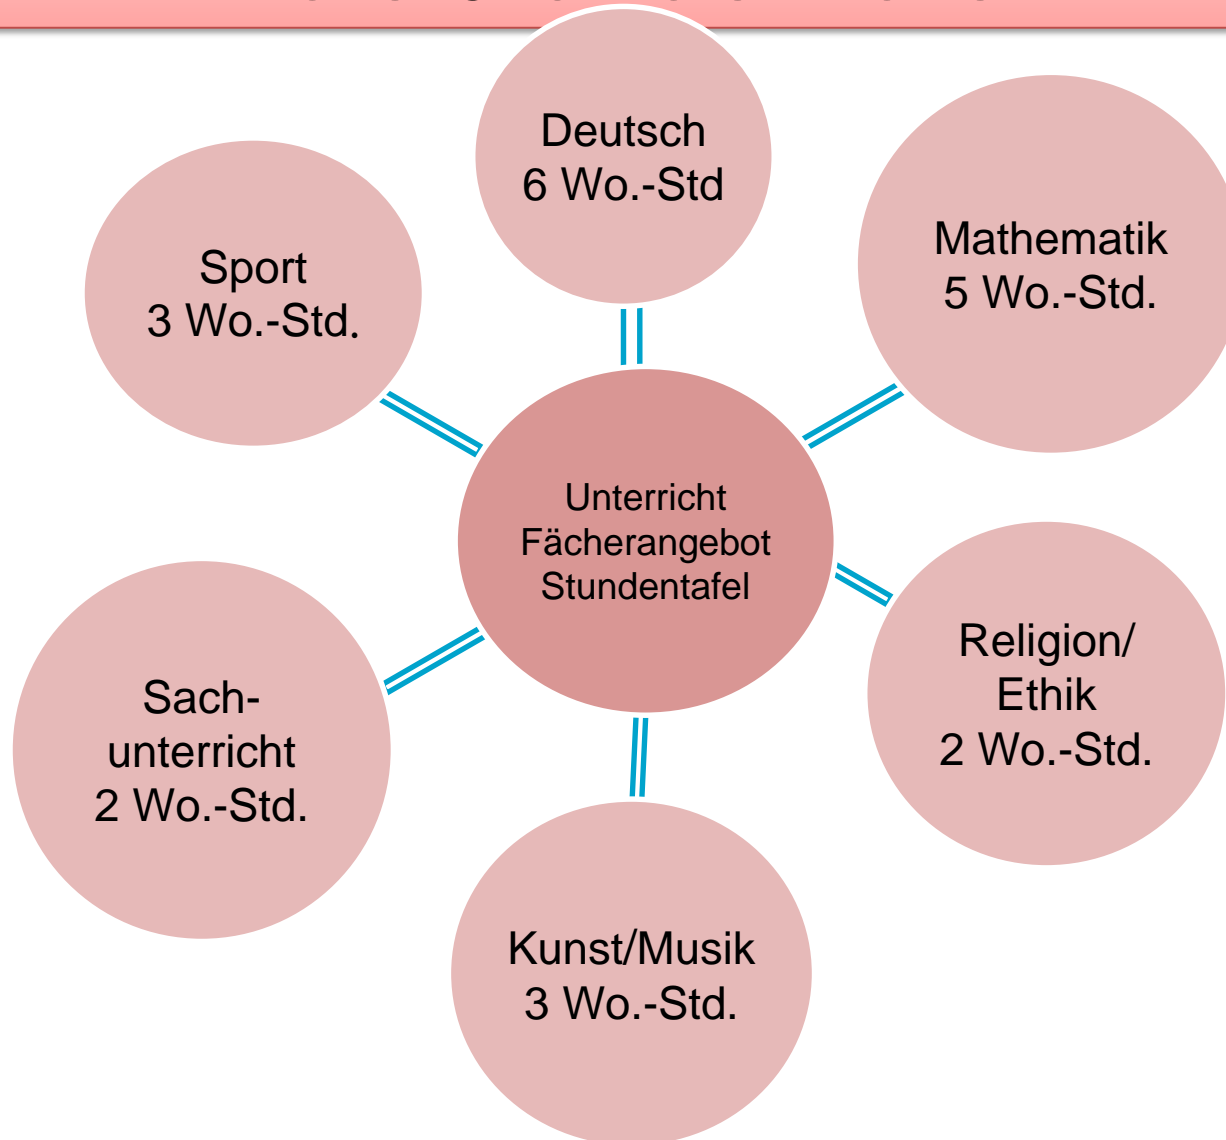 Deutsch
6 Wo.-Std
Mathematik
5 Wo.-Std.
Sport
3 Wo.-Std.
Unterricht
Fächerangebot
Stundentafel
Religion/
Ethik
2 Wo.-Std.
Sach-
unterricht
2 Wo.-Std.
Kunst/Musik
3 Wo.-Std.